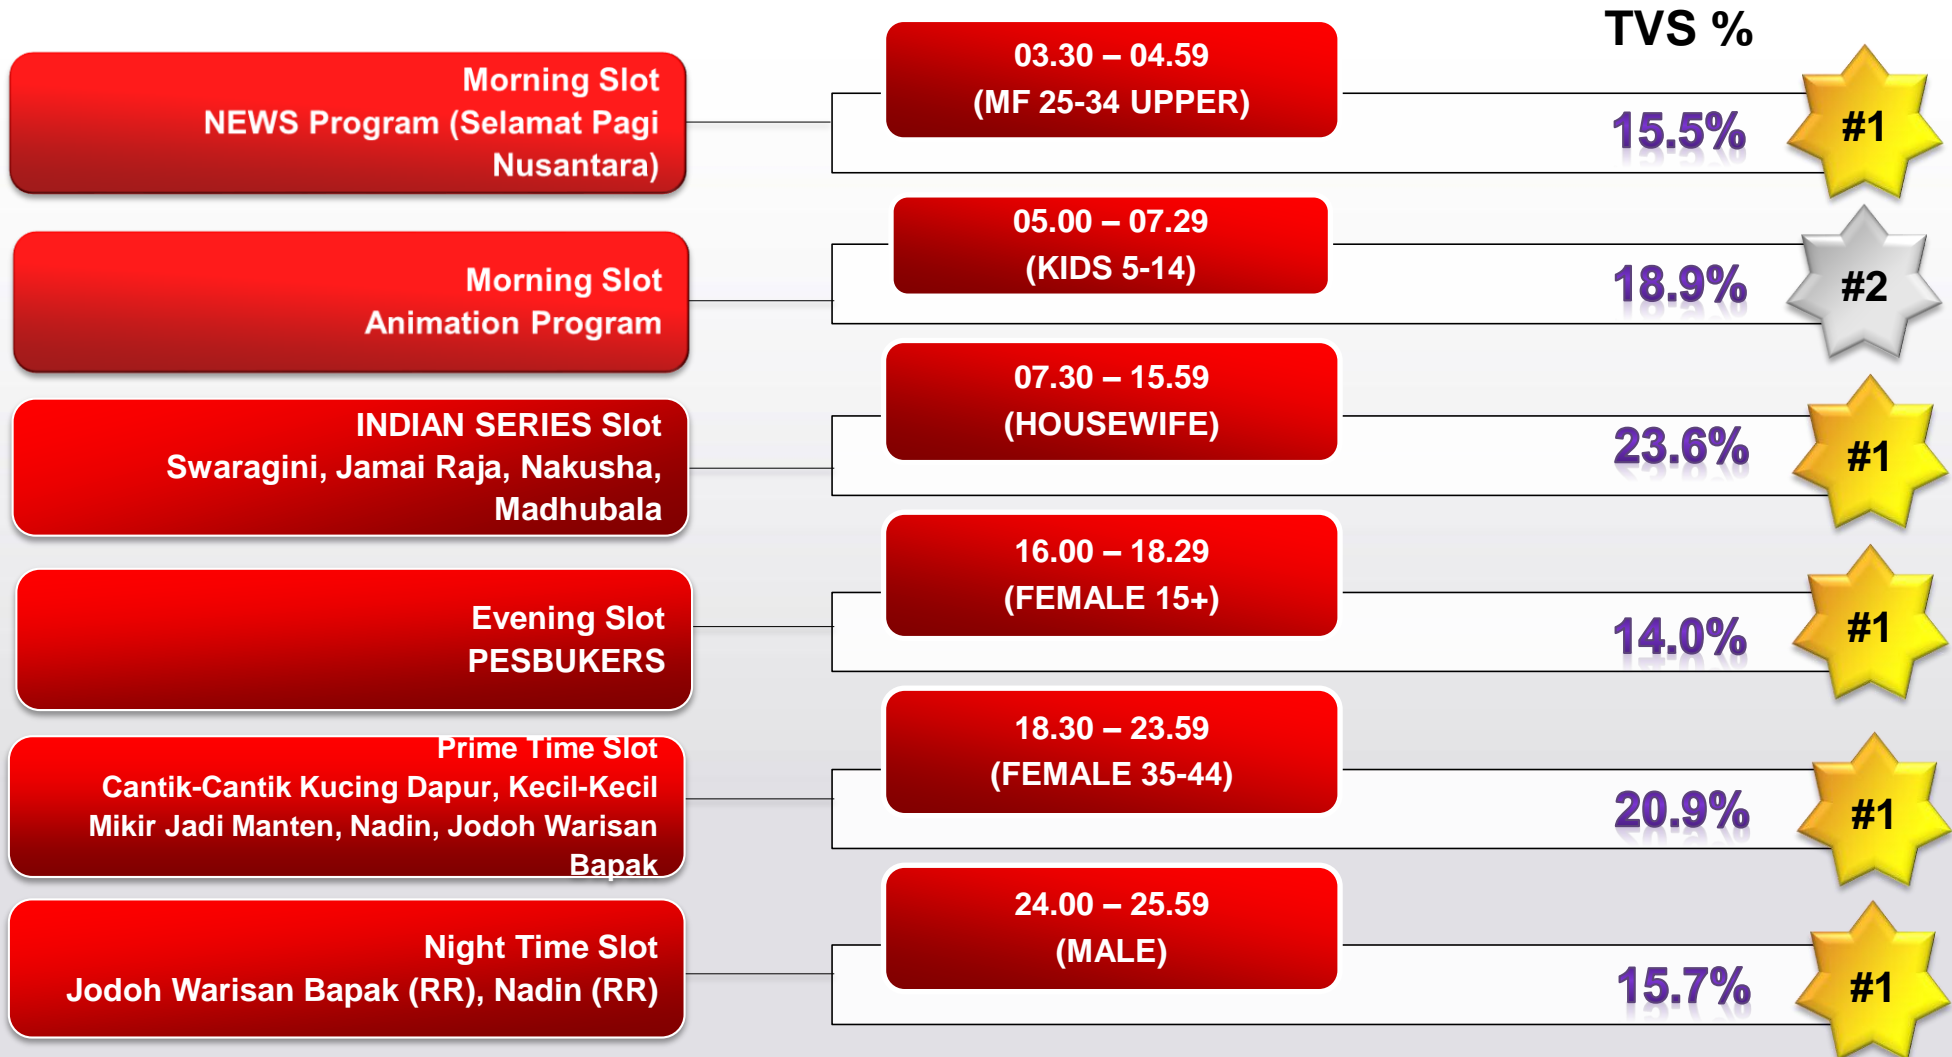 TVS %
Morning Slot
NEWS Program (Selamat Pagi
Nusantara)
03.30 – 04.59
(MF 25-34 UPPER)
15.5%
#1
Morning Slot
Animation Program
05.00 – 07.29
(KIDS 5-14)
18.9%
#2
INDIAN SERIES Slot
Swaragini, Jamai Raja, Nakusha,
Madhubala
07.30 – 15.59
(HOUSEWIFE)
23.6%
#1
Evening Slot
PESBUKERS
16.00 – 18.29
(FEMALE 15+)
14.0%
#1
Prime Time Slot
Cantik-Cantik Kucing Dapur, Kecil-Kecil
Mikir Jadi Manten, Nadin, Jodoh Warisan
Bapak
18.30 – 23.59
(FEMALE 35-44)
20.9%
#1
Night Time Slot
Jodoh Warisan Bapak (RR), Nadin (RR)
24.00 – 25.59
(MALE)
15.7%
#1